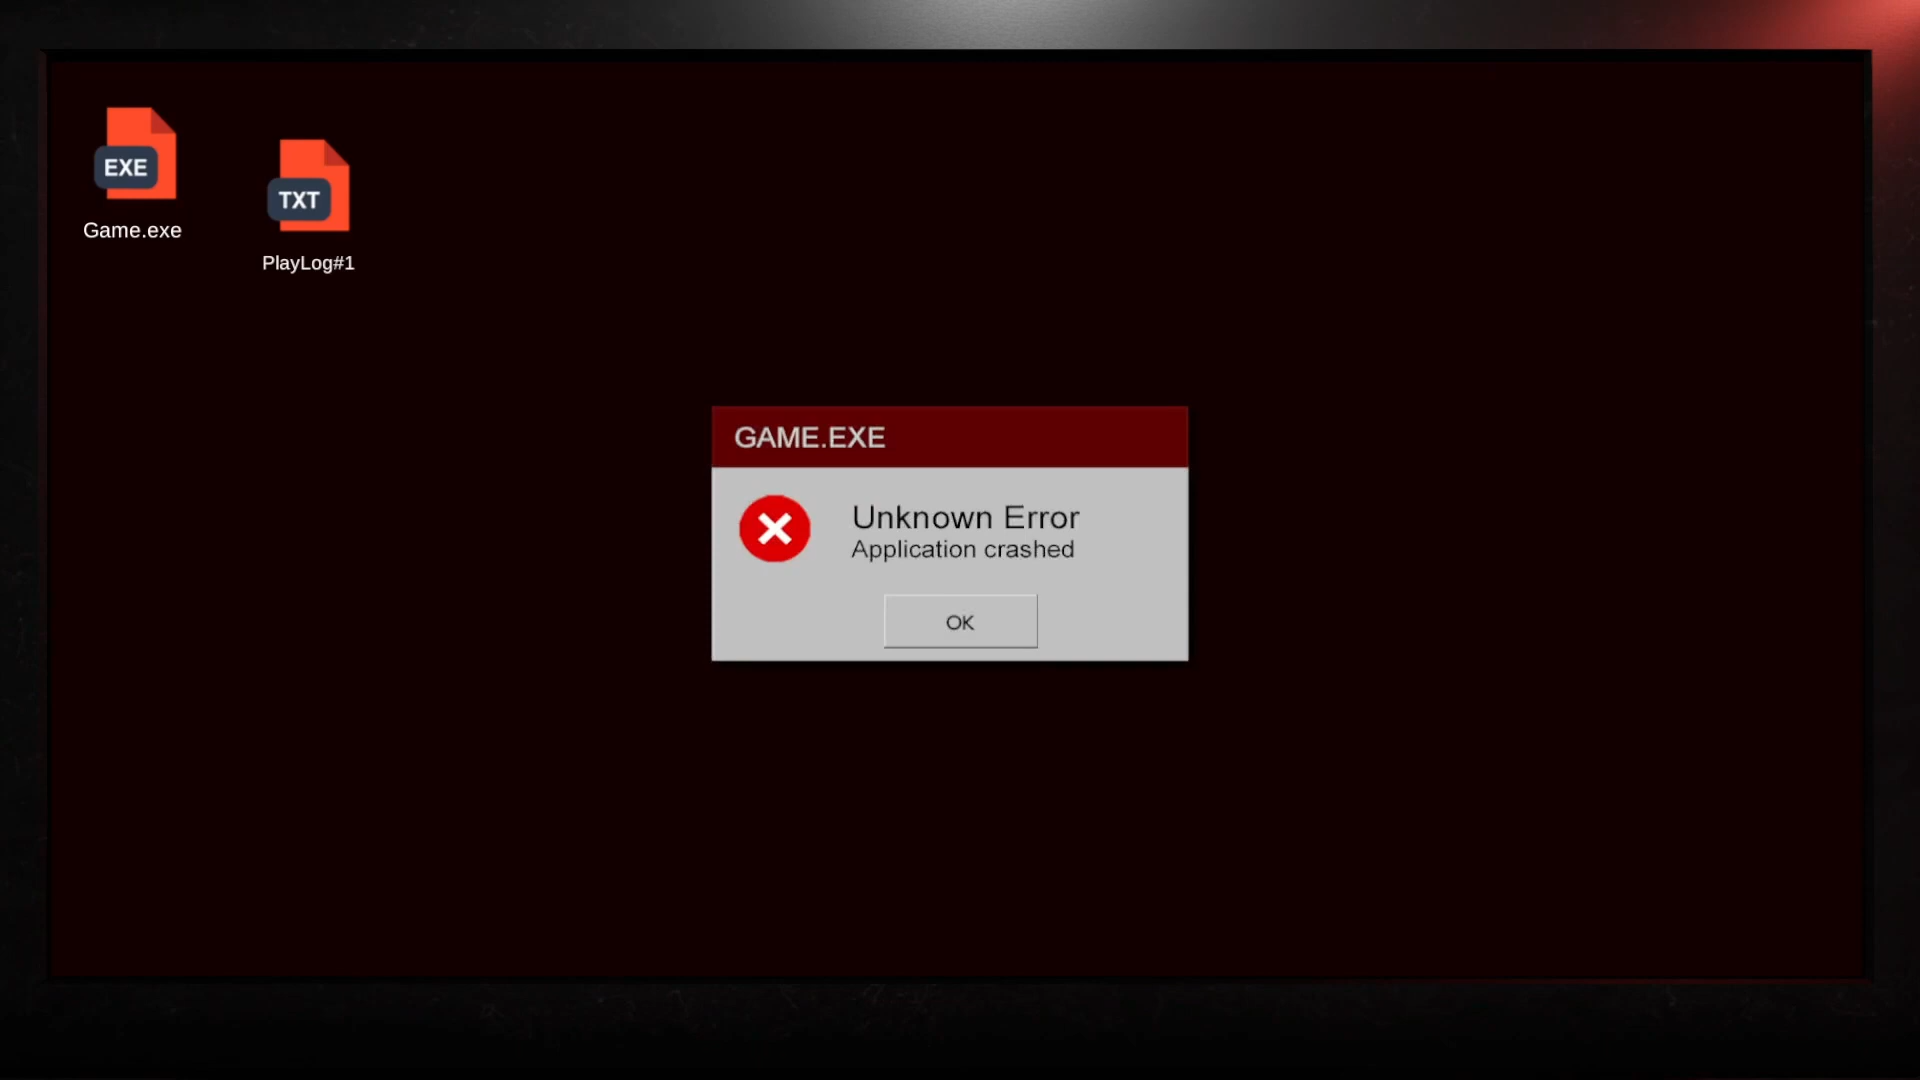 EXE
Game.exe
TXT
PlayLog#1
GAME.EXE
Unknown Error
Application crashed
OK